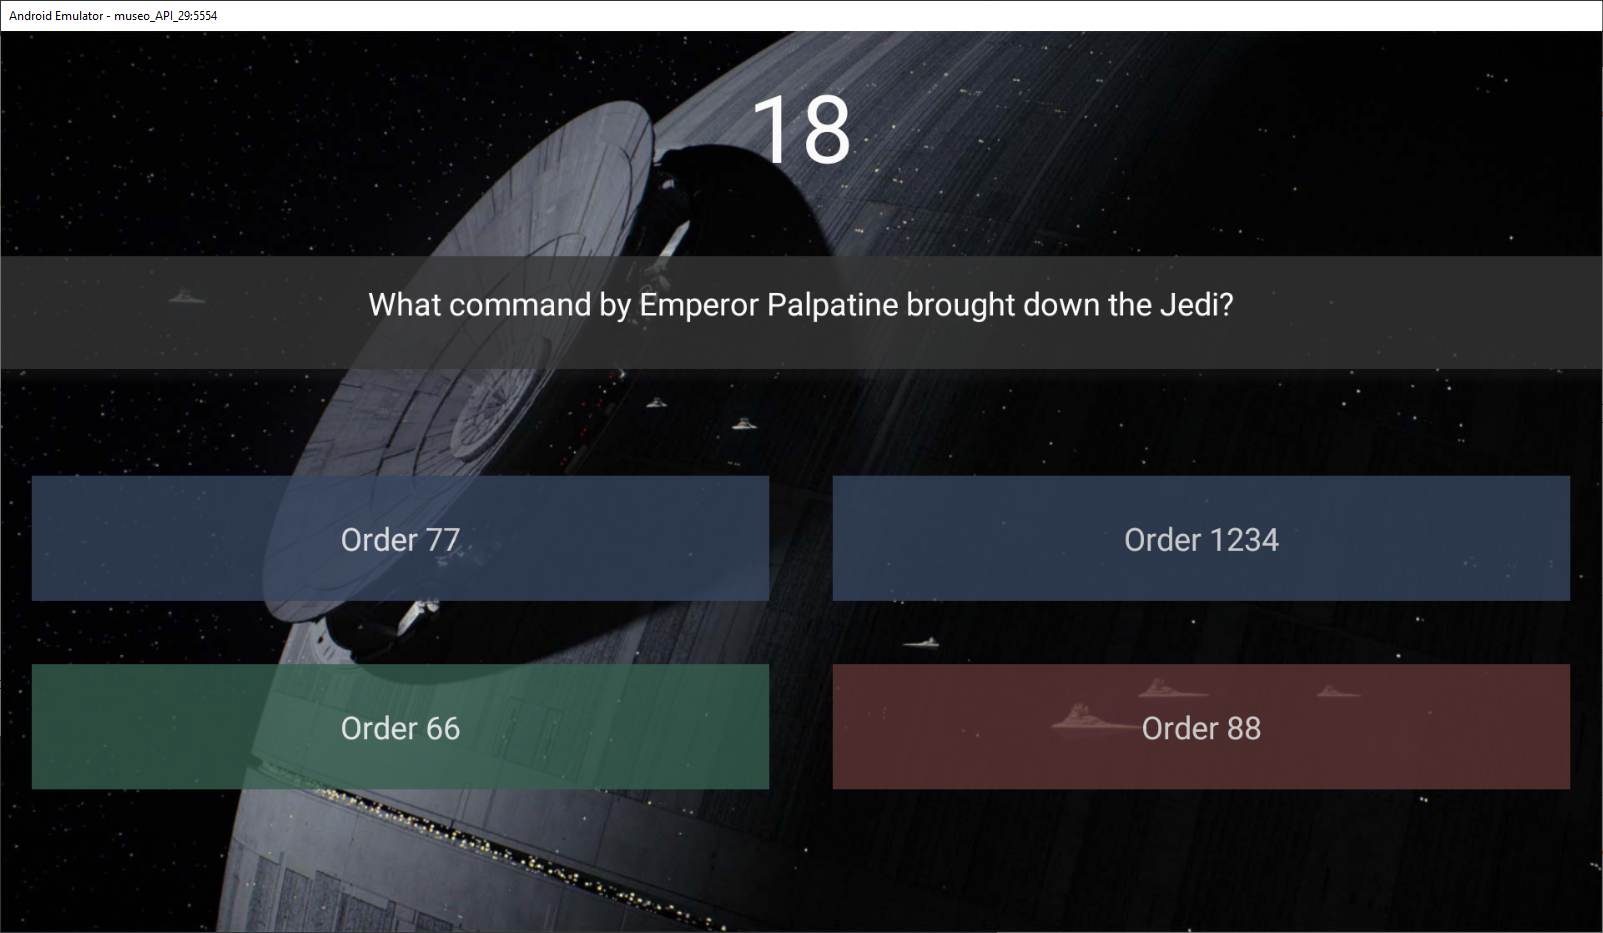 Android Emulator - museo_API_29:5554
18
What command by Emperor Palpatine brought down the Jedi?
Order 77
Order 1234
Order 66
Order 88